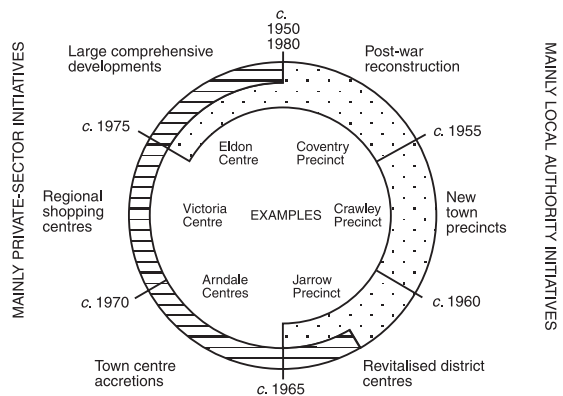 c.
1950
1980
Large comprehensive
developments
Post-war
reconstruction
MAINLY PRIVATE-SECTOR INITIATIVES
MAINLY LOCAL AUTHORITY INITIATIVES
c. 1975
c. 1955
Eldon
Centre
Coventry
Precinct
Regional
shopping
centres
Victoria
Centre
EXAMPLES
Crawley
Precinct
New
town
precincts
Arndale
Centres
Jarrow
Precinct
c. 1970
c. 1960
Town centre
accretions
Revitalised district
centres
c. 1965